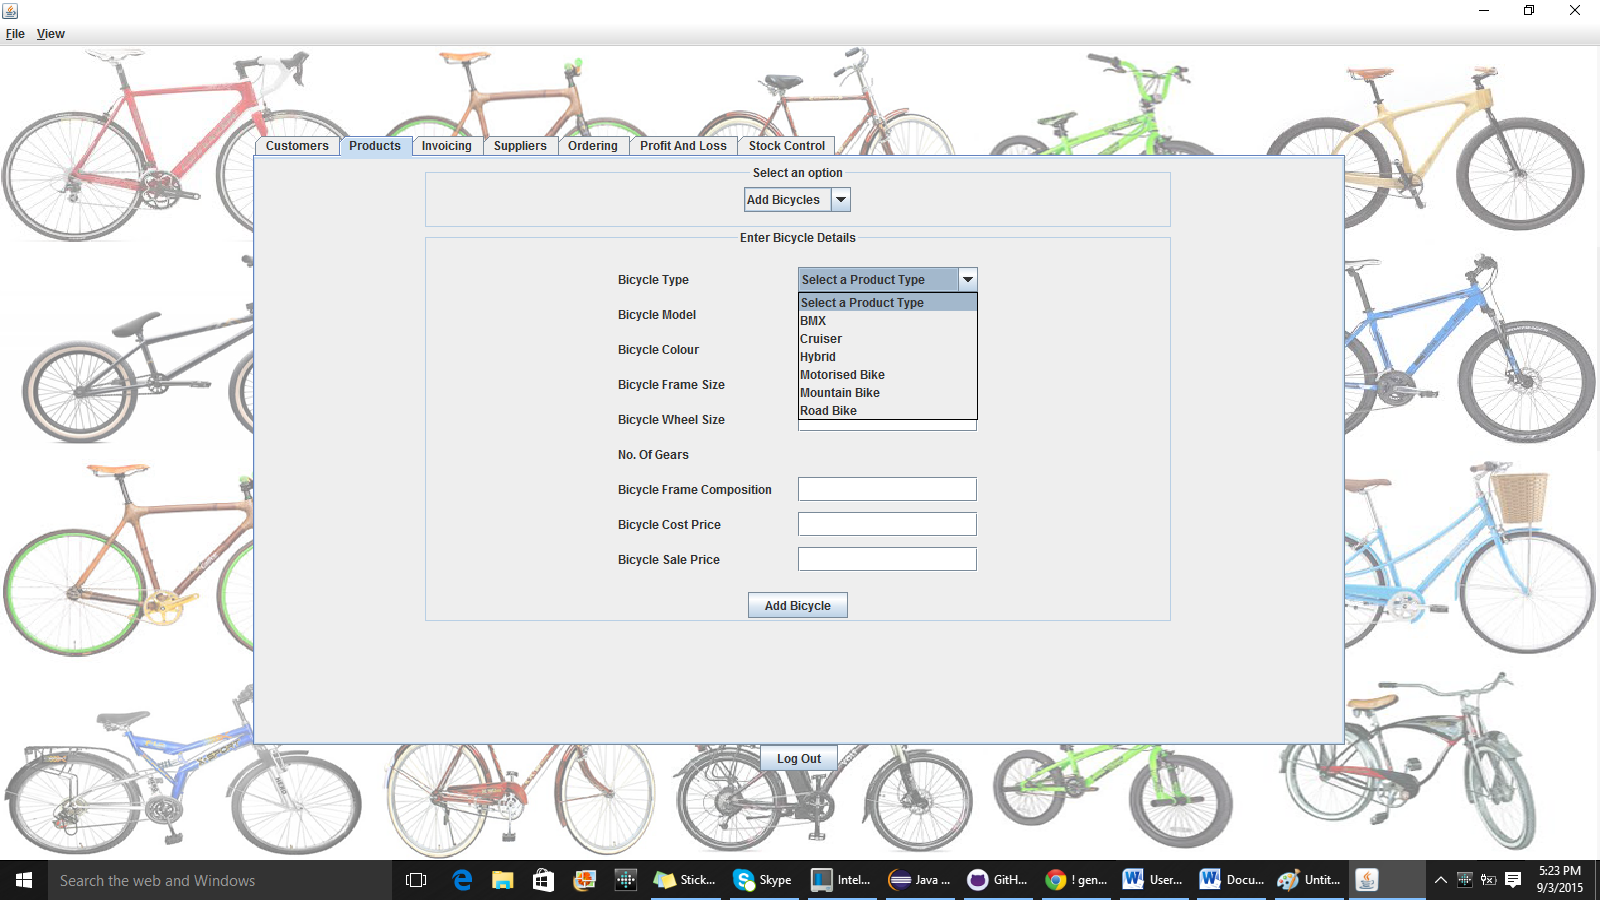 File View
Customers Products Invoicing Suppliers Ordering Profit And Loss Stock Control
Select an option
Add Bicycles
Enter Bicycle Details
Bicycle Type Select a Product Type
Select a Product Type
Bicycle Model BMX
Cruiser
Bicycle Colour Hybrid
Motorised Bike
Bicycle Frame Size Mountain Bike
Road Bike
Bicycle Wheel Size
No. Of Gears
Bicycle Frame Composition
Bicycle Cost Price
Bicycle Sale Price
Add Bicycle
Log Out
Search the web and Windows Stick... Skype Intel... Java ... GitH... ! gen... User... Docu... Untit... 5:23 PM
9/3/2015